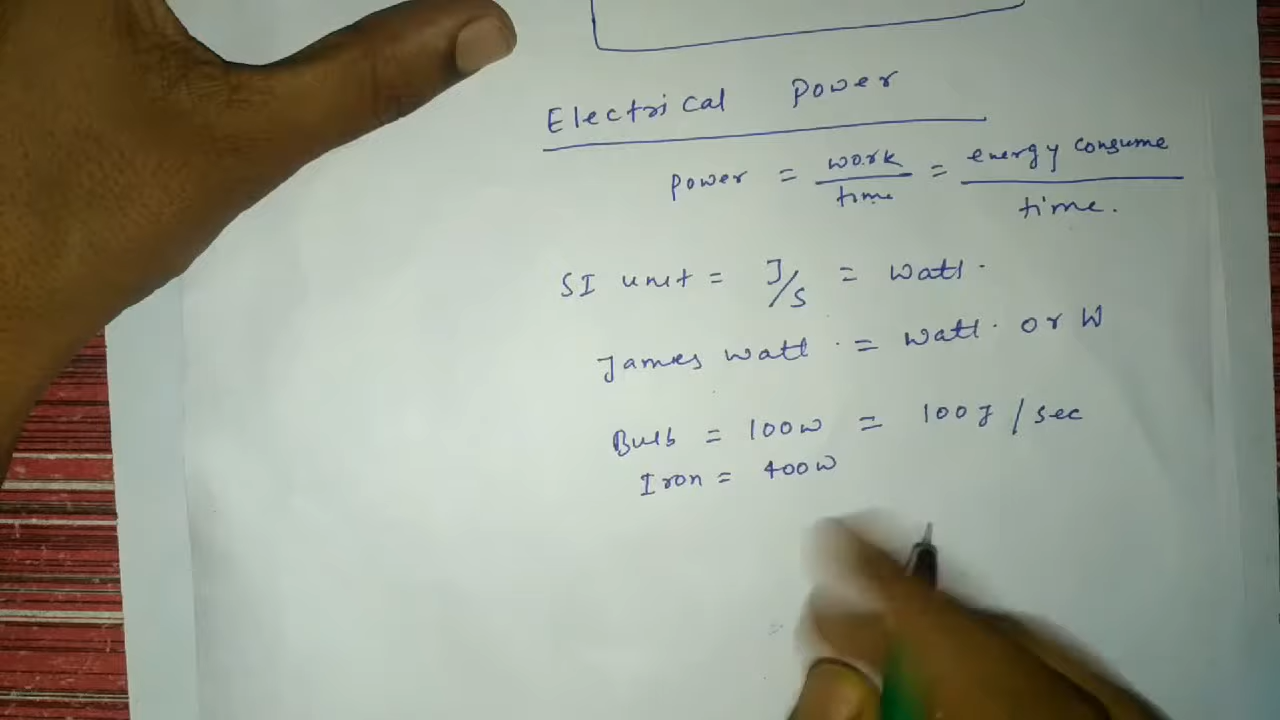 Electrical Power
Power = work/time = energy consume/time.
SI unit = J/S = watt.
James watt. = watt. or W
Bulb = 100w = 100J/sec
Iron = 400W